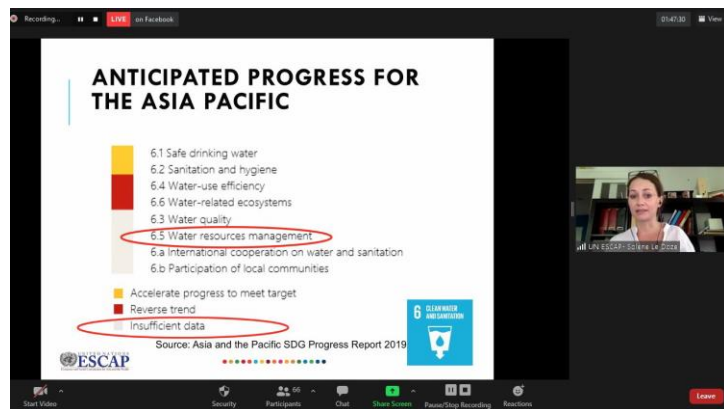 Recording...
LIVE on Facebook
01:47:30
View
ANTICIPATED PROGRESS FOR
THE ASIA PACIFIC
6.1 Safe drinking water
6.2 Sanitation and hygiene
6.4 Water-use efficiency
6.6 Water-related ecosystems
6.3 Water quality
6.5 Water resources management
6.a International cooperation on water and sanitation
6.b Participation of local communities
Accelerate progress to meet target
Reverse trend
Insufficient data
6 CLEAN WATER
AND SANITATION
Source: Asia and the Pacific SDG Progress Report 2019
ESCAP
UN ESCAP- Solène Le Doze
Start Video
Security
Participants
66
Chat
Share Screen
Pause/Stop Recording
Reactions
Leave